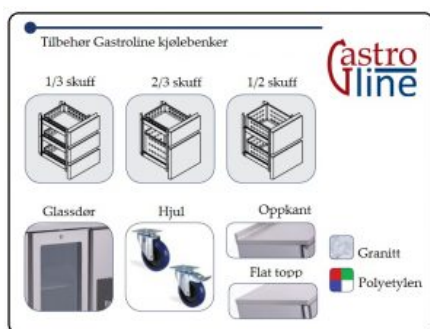 Tilbehør Gastroline kjølebenker
Gastro
line
1/3 skuff
2/3 skuff
1/2 skuff
Glassdør
Hjul
Oppkant
Flat topp
Granitt
Polyetylen